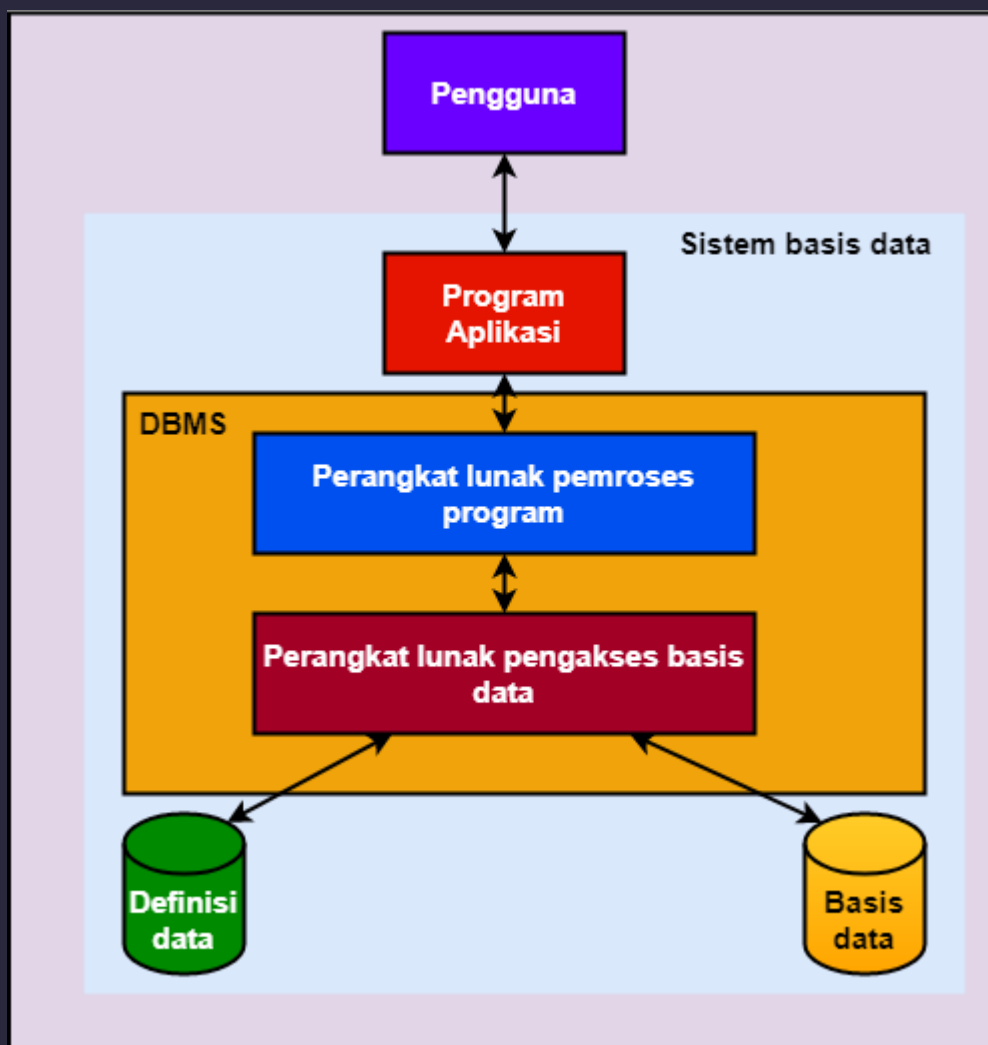 Pengguna
Sistem basis data
Program
Aplikasi
DBMS
Perangkat lunak pemroses
program
Perangkat lunak pengakses basis
data
Definisi
data
Basis
data